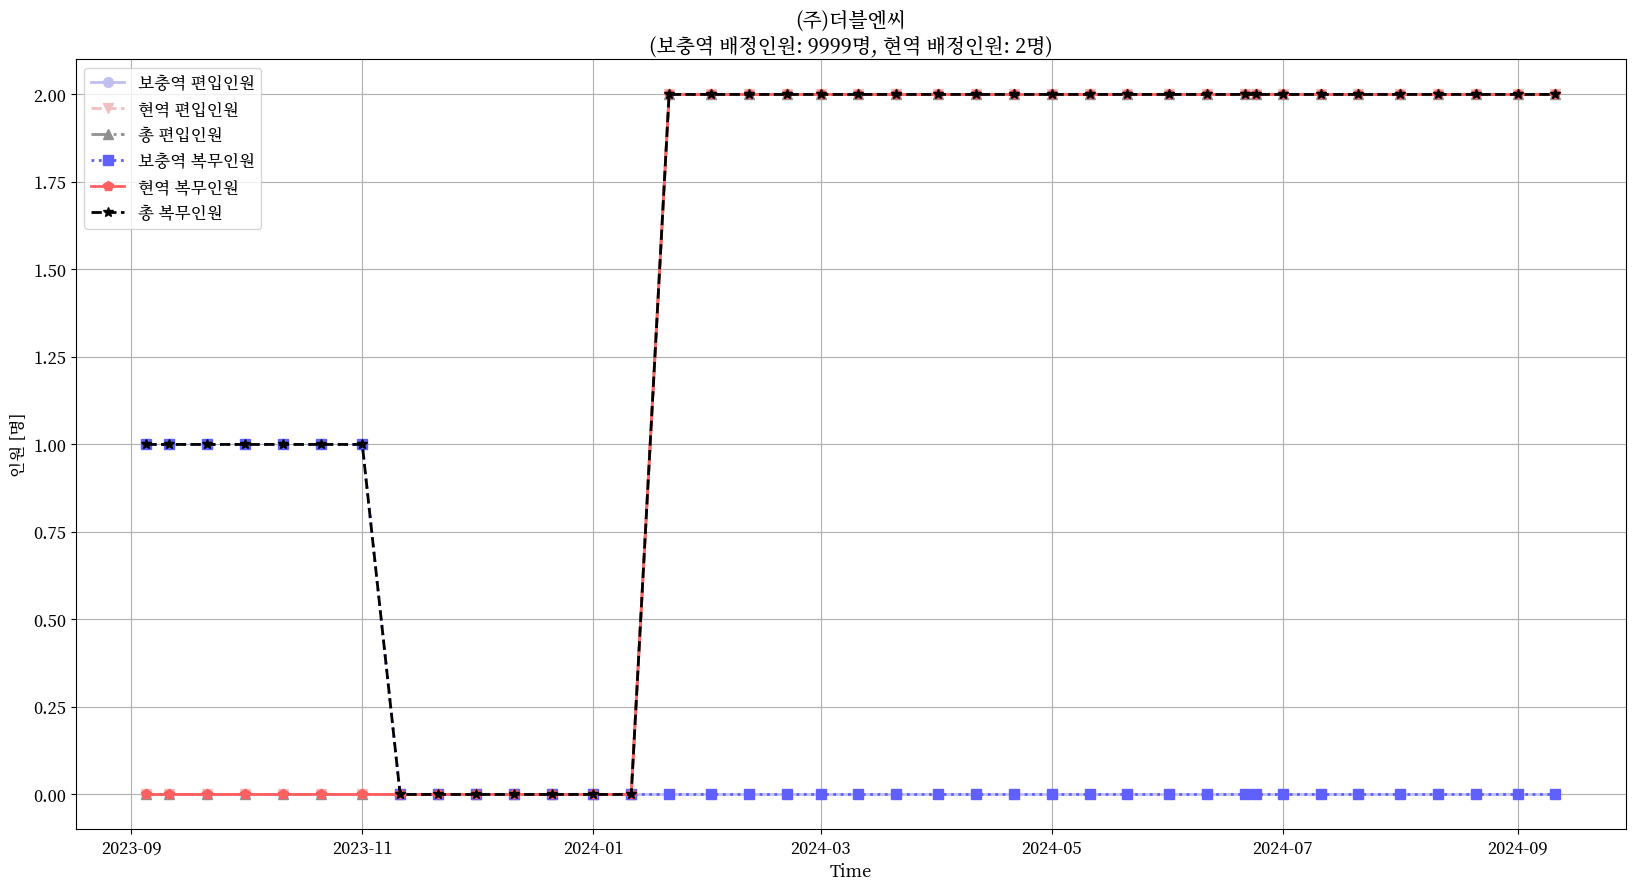 (주)더블엔씨
(보충역 배정인원: 9999명, 현역 배정인원: 2명)
보충역 편입인원
현역 편입인원
총 편입인원
보충역 복무인원
현역 복무인원
총 복무인원
2.00
1.75
1.50
1.25
1.00
0.75
0.50
0.25
0.00
인원 [명]
2023-09
2023-11
2024-01
2024-03
2024-05
2024-07
2024-09
Time